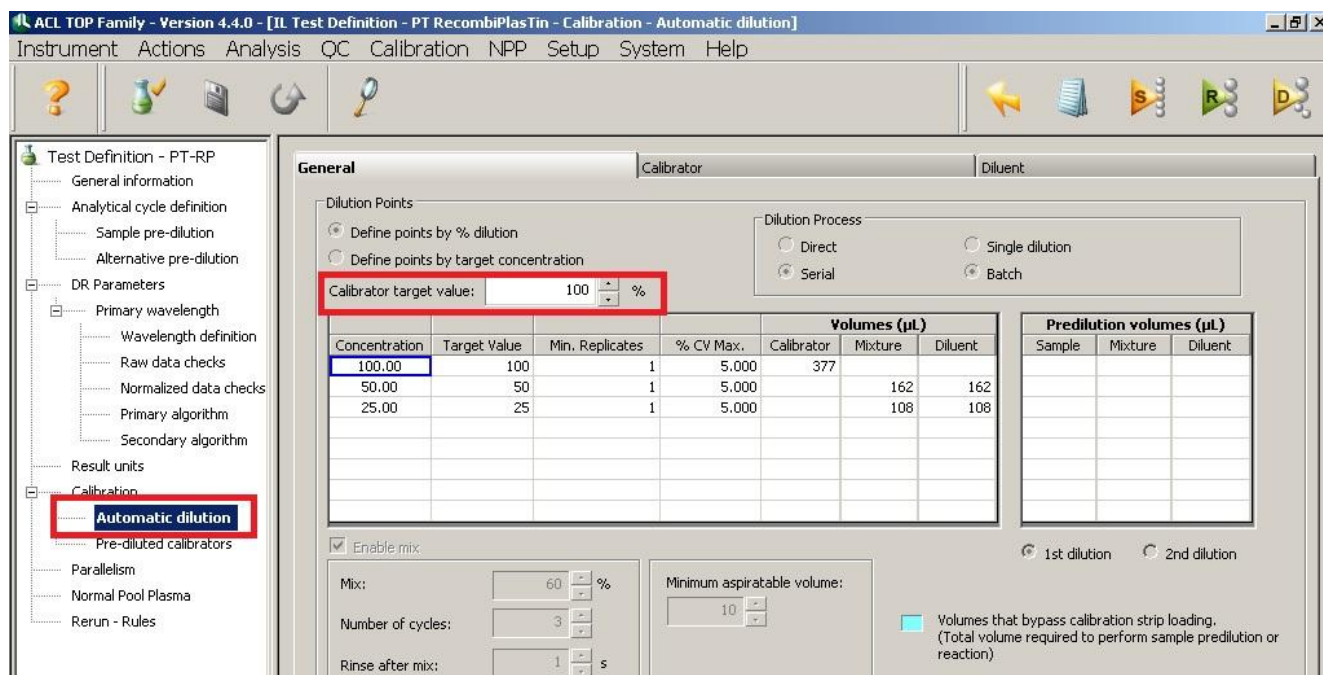 ACL TOP Family - Version 4.4.0 - [IL Test Definition - PT RecombiPlasTin - Calibration - Automatic dilution]
Instrument Actions Analysis QC Calibration NPP Setup System Help
S R D
Test Definition - PT-RP
General information
Analytical cycle definition
Sample pre-dilution
Alternative pre-dilution
DR Parameters
Primary wavelength
Wavelength definition
Raw data checks
Normalized data checks
Primary algorithm
Secondary algorithm
Result units
Calibration
Automatic dilution
Pre-diluted calibrators
Parallelism
Normal Pool Plasma
Rerun - Rules
General Calibrator Diluent
Dilution Points
Define points by % dilution
Define points by target concentration
Calibrator target value: 100 %
Dilution Process
Direct Single dilution
Serial Batch
Volumes (µL)
Concentration Target Value Min. Replicates % CV Max. Calibrator Mixture Diluent
100.00 100 1 5.000 377
50.00 50 1 5.000 162 162
25.00 25 1 5.000 108 108
Predilution volumes (µL)
Sample Mixture Diluent
1st dilution 2nd dilution
Enable mix
Mix: 60 %
Number of cycles: 3
Rinse after mix: 1 s
Minimum aspiratable volume:
10
Volumes that bypass calibration strip loading.
(Total volume required to perform sample predilution or
reaction)